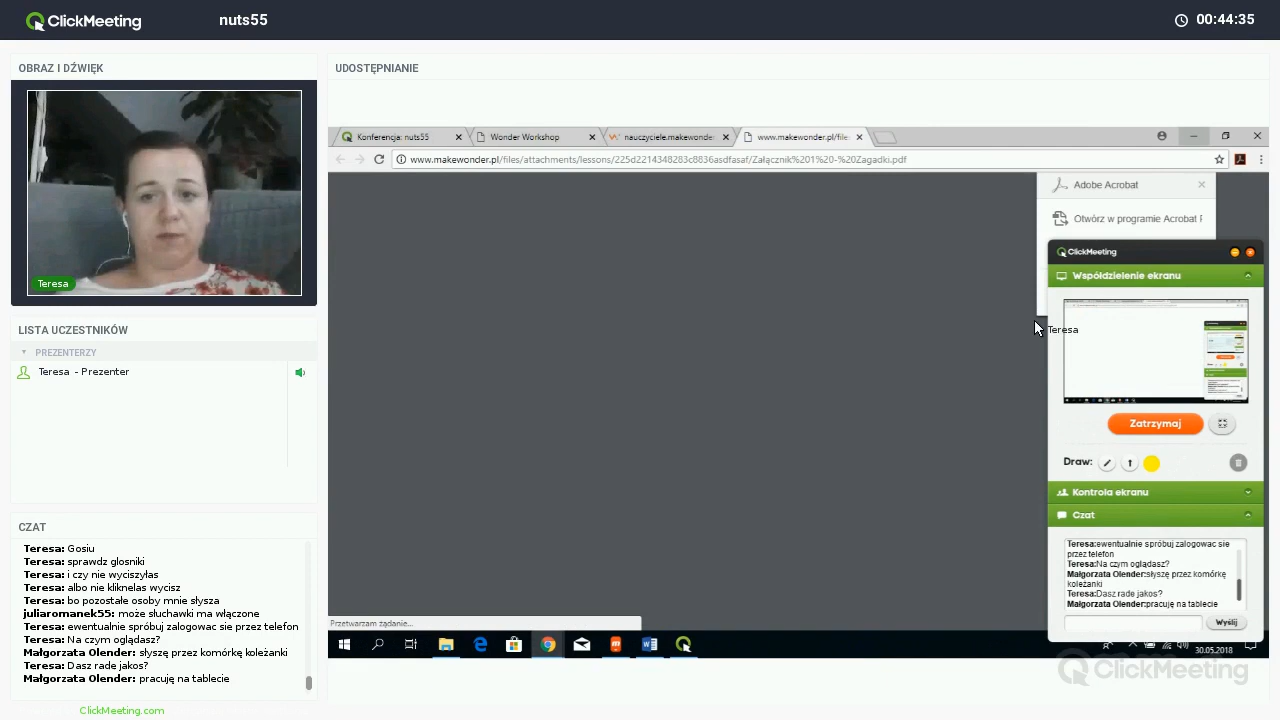 ClickMeeting
nuts55
00:44:35
OBRAZ I DŹWIĘK
Teresa
LISTA UCZESTNIKÓW
PREZENTERZY
Teresa - Prezenter
CZAT
Teresa: Gosiu
Teresa: sprawdz glosniki
Teresa: i czy nie wyciszyłas
Teresa: albo nie kliknelas wycisz
Teresa: bo pozostałe osoby mnie słysza
juliaromanek55: może słuchawki ma włączone
Teresa: ewentualnie spróbuj zalogowac sie przez telefon
Teresa: Na czym oglądasz?
Małgorzata Olender: słyszę przez komórkę koleżanki
Teresa: Dasz rade jakos?
Małgorzata Olender: pracuję na tablecie
ClickMeeting.com
UDOSTĘPNIANIE
Konferencja: nuts55
Wonder Workshop
nauczyciele.makewonder
www.makewonder.pl/file
www.makewonder.pl/files/attachments/lessons/225d2214348283c8836asdfasaf/Załącznik%201%20-%20Zagadki.pdf
Adobe Acrobat
Otwórz w programie Acrobat R
ClickMeeting
Współdzielenie ekranu
Teresa
Zatrzymaj
Draw:
Kontrola ekranu
Czat
Teresa:ewentualnie spróbuj zalogowac sie
przez telefon
Teresa:Na czym oglądasz?
Małgorzata Olender:słyszę przez komórkę
koleżanki
Teresa:Dasz rade jakos?
Małgorzata Olender:pracuję na tablecie
Wyślij
Przetwarzam żądanie...
30.05.2018
ClickMeeting